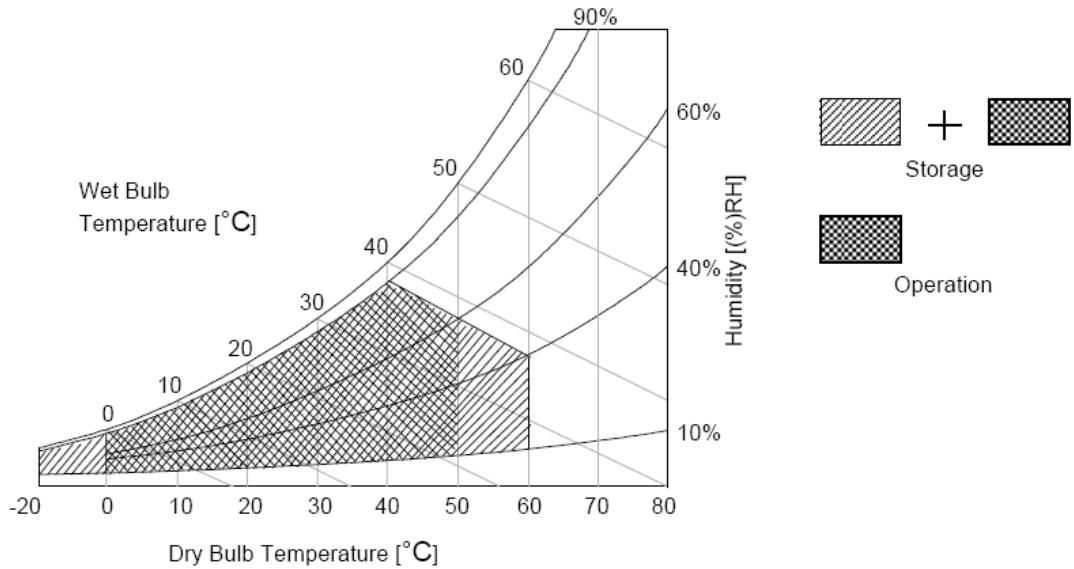 90%
60
60%
50
Wet Bulb
Temperature [°C]
Storage
40
40%
Humidity [(%)RH]
30
Operation
20
10
0
10%
-20 0 10 20 30 40 50 60 70 80
Dry Bulb Temperature [°C]